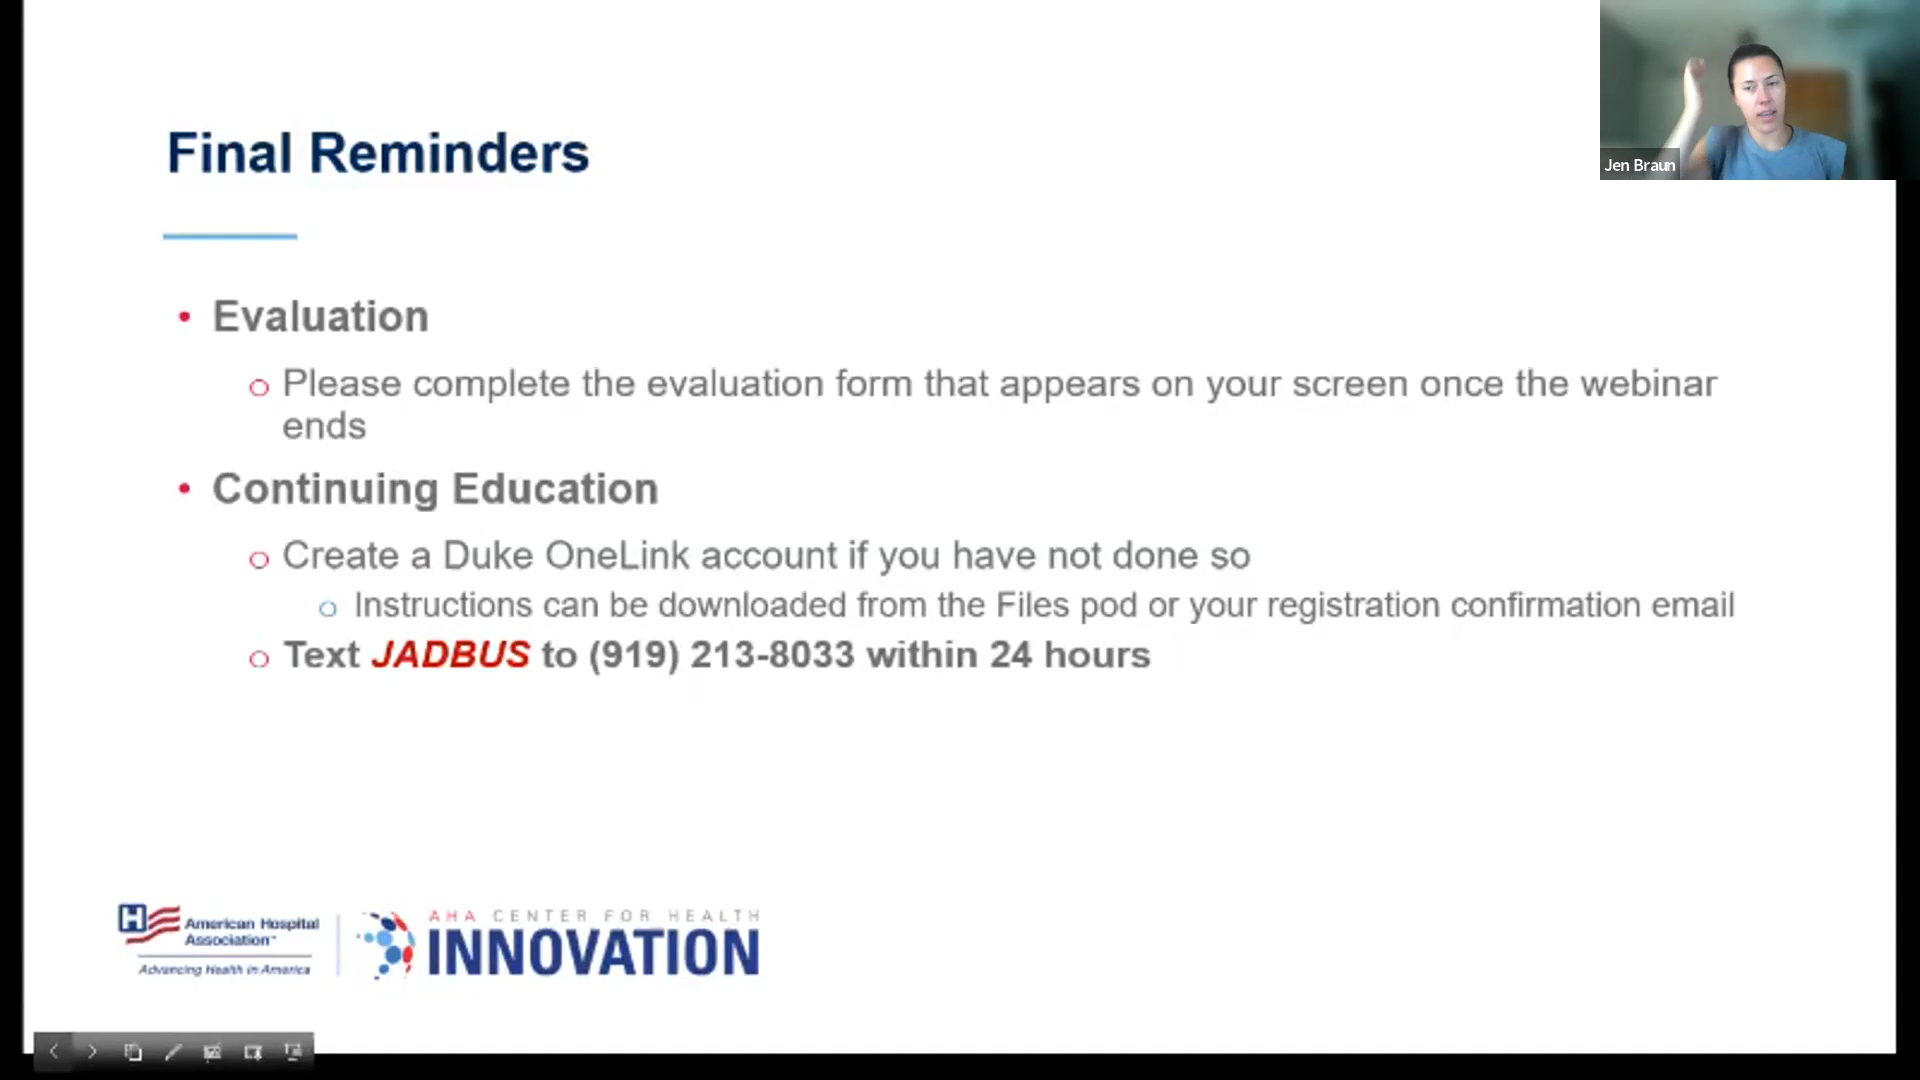 Jen Braun
Final Reminders
• Evaluation
o Please complete the evaluation form that appears on your screen once the webinar
ends
• Continuing Education
o Create a Duke OneLink account if you have not done so
o Instructions can be downloaded from the Files pod or your registration confirmation email
o Text JADBUS to (919) 213-8033 within 24 hours
H
American Hospital
Association™
Advancing Health in America
AHA CENTER FOR HEALTH
INNOVATION